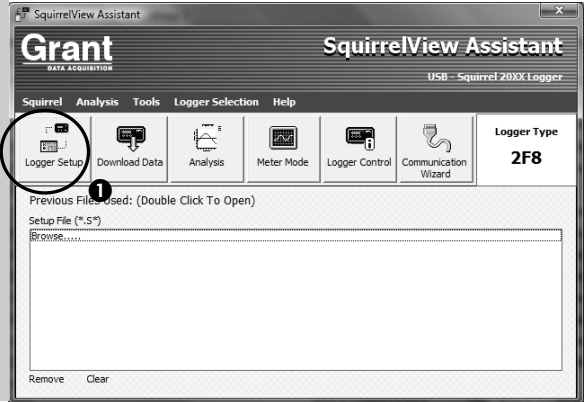 SquirrelView Assistant
Grant
DATA ACQUISITION
SquirrelView Assistant
USB - Squirrel 20XX Logger
Squirrel Analysis Tools Logger Selection Help
Logger Setup
Download Data
Analysis
Meter Mode
Logger Control
Communication
Wizard
Logger Type
2F8
1
Previous Files Used: (Double Click To Open)
Setup File (*.S*)
Browse.....
Remove Clear